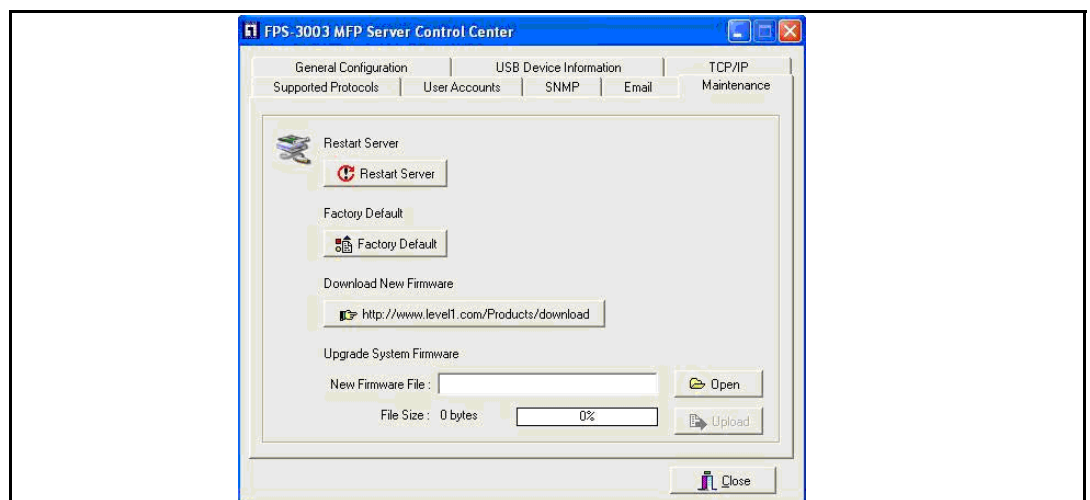 FPS-3003 MFP Server Control Center
General Configuration USB Device Information TCP/IP
Supported Protocols User Accounts SNMP Email Maintenance
Restart Server
Restart Server
Factory Default
Factory Default
Download New Firmware
http://www.level1.com/Products/download
Upgrade System Firmware
New Firmware File : Open
File Size : 0 bytes 0% Upload
Close